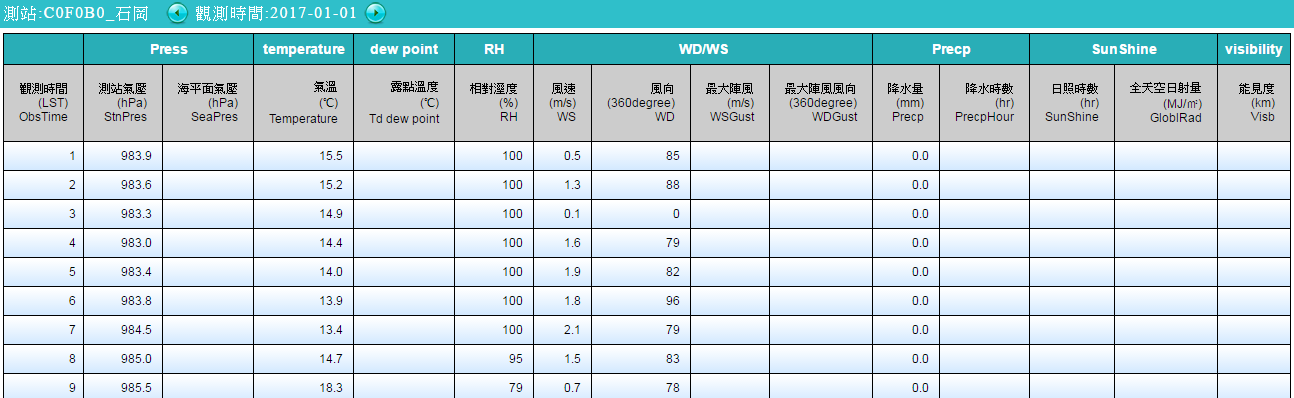 測站:C0F0B0_石岡 觀測時間:2017-01-01
Press temperature dew point RH WD/WS Precp SunShine visibility
觀測時間 測站氣壓 海平面氣壓 氣溫 露點溫度 相對溼度 風速 風向 最大陣風 最大陣風風向 降水量 降水時數 日照時數 全天空日射量 能見度
(LST) (hPa) (hPa) (℃) (℃) (%) (m/s) (360degree) (m/s) (360degree) (mm) (hr) (hr) (MJ/㎡) (km)
ObsTime StnPres SeaPres Temperature Td dew point RH WS WD WSGust WDGust Precp PrecpHour SunShine GloblRad Visb
1 983.9 15.5 100 0.5 85 0.0
2 983.6 15.2 100 1.3 88 0.0
3 983.3 14.9 100 0.1 0 0.0
4 983.0 14.4 100 1.6 79 0.0
5 983.4 14.0 100 1.9 82 0.0
6 983.8 13.9 100 1.8 96 0.0
7 984.5 13.4 100 2.1 79 0.0
8 985.0 14.7 95 1.5 83 0.0
9 985.5 18.3 79 0.7 78 0.0